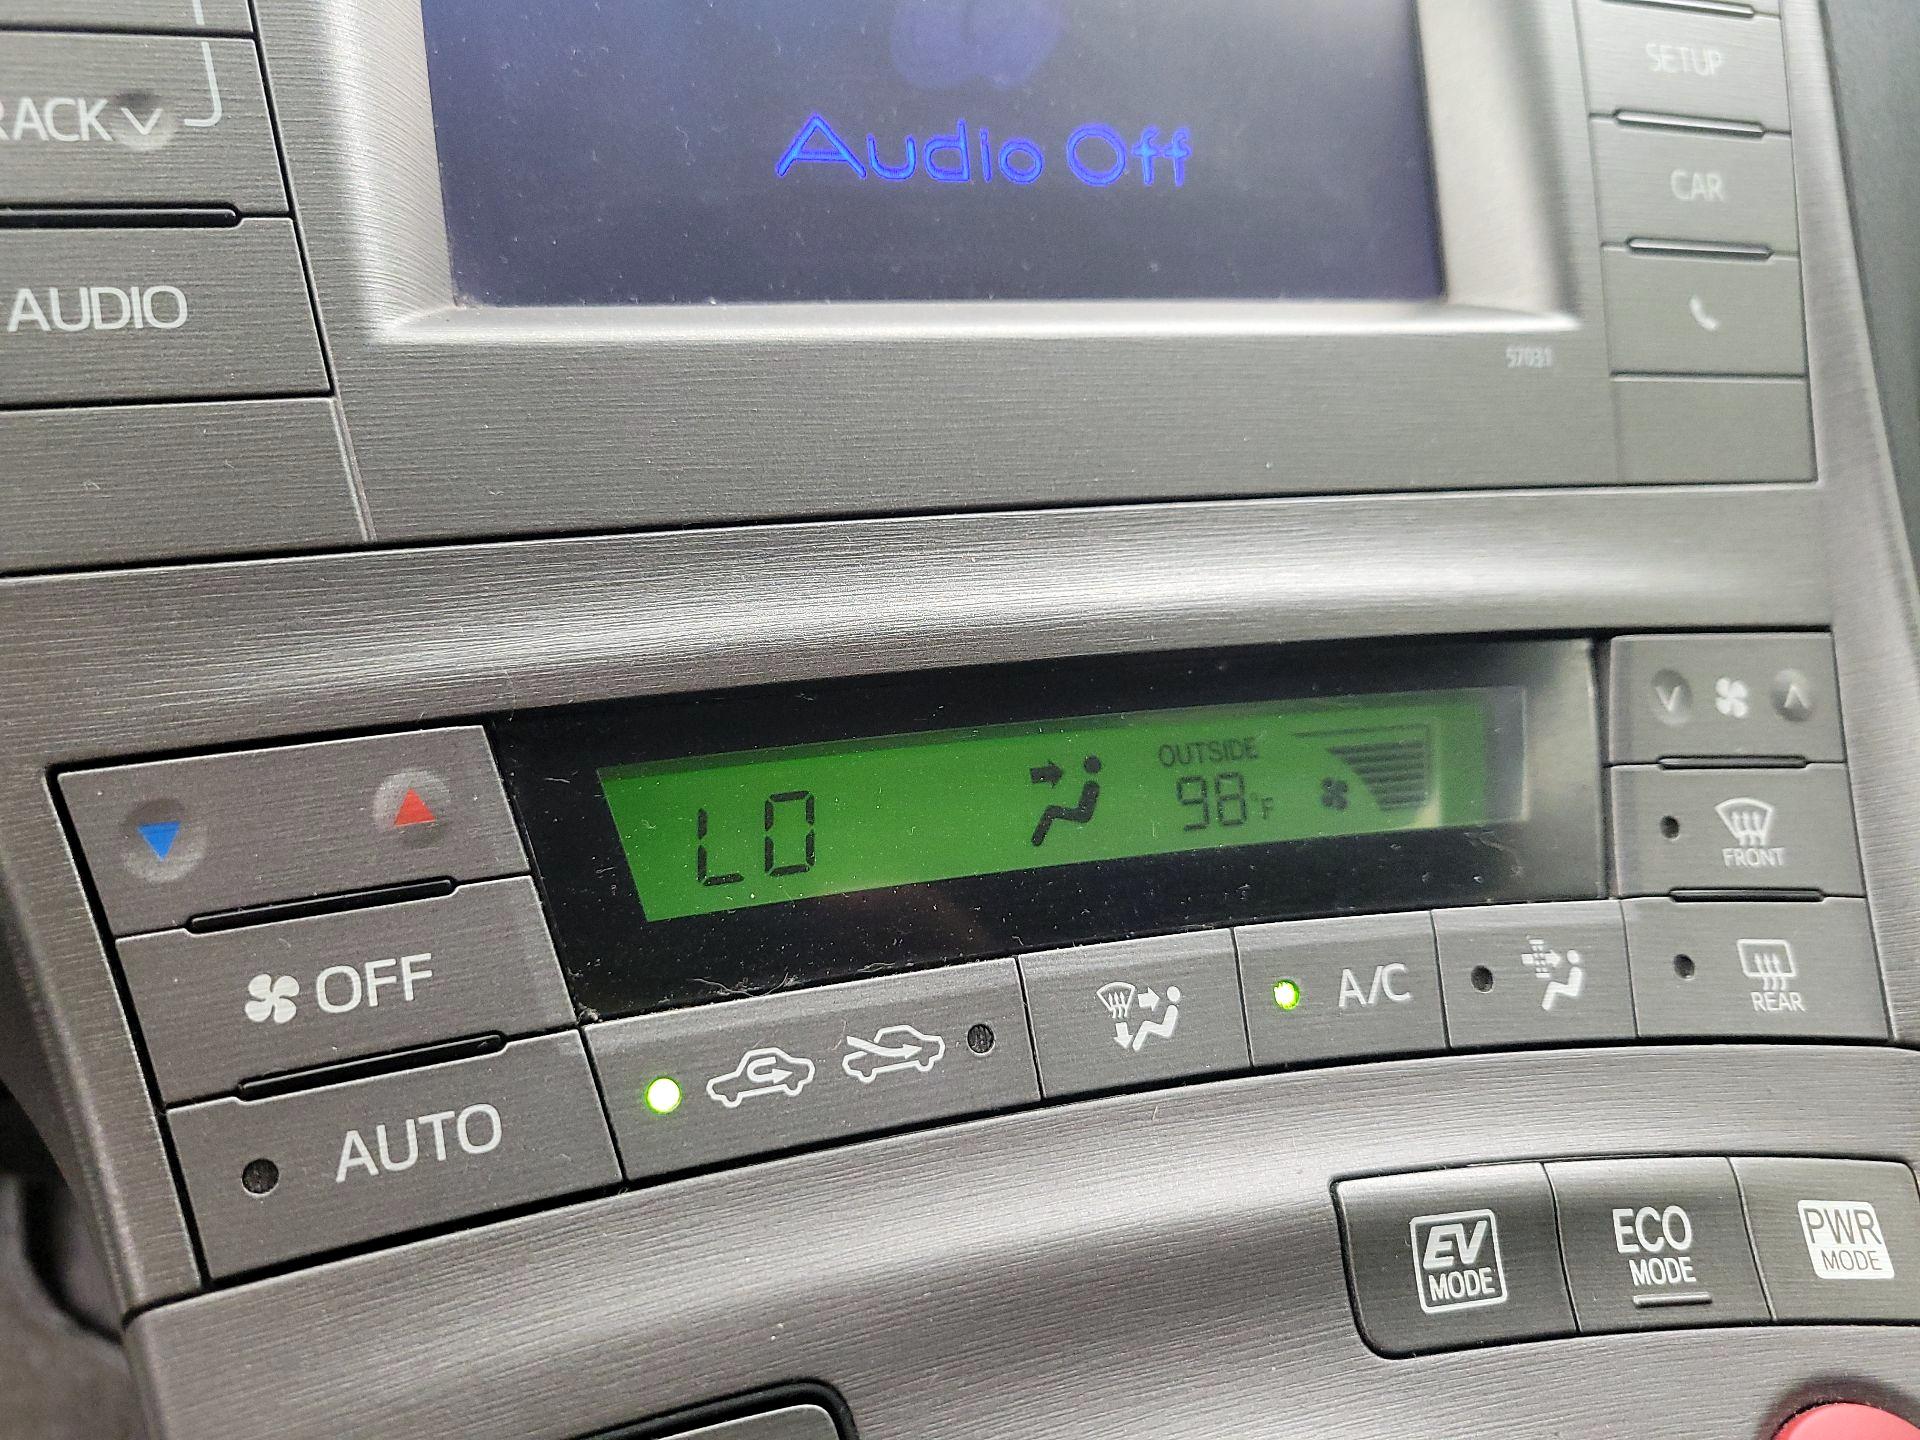 Audio Off
SETUP
RACK
CAR
AUDIO
57031
LO
OUTSIDE
98°F
FRONT
OFF
A/C
REAR
AUTO
EV
MODE
ECO
MODE
PWR
MODE